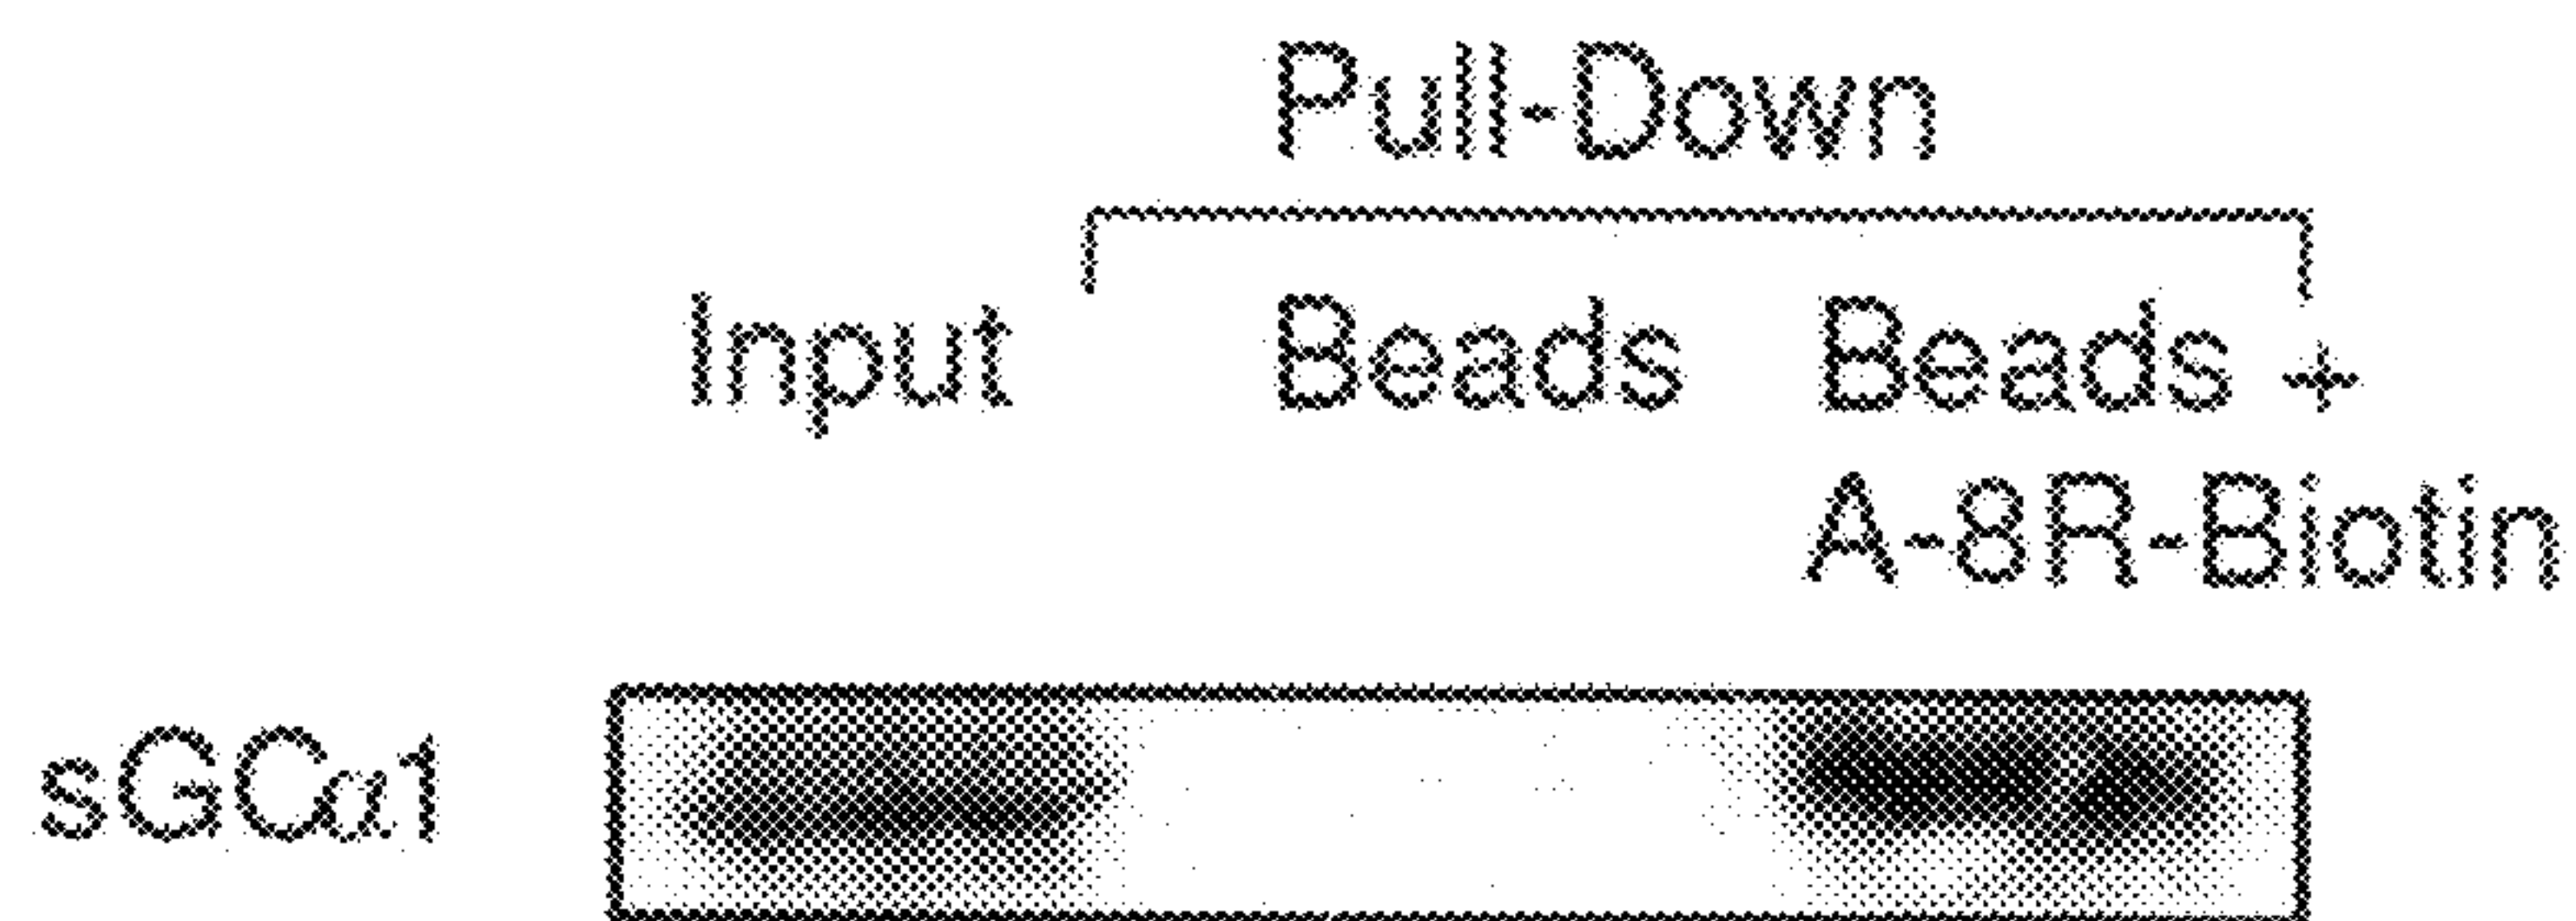 Pull-Down
Input Beads Beads +
A-8R-Biotin
sGCα1